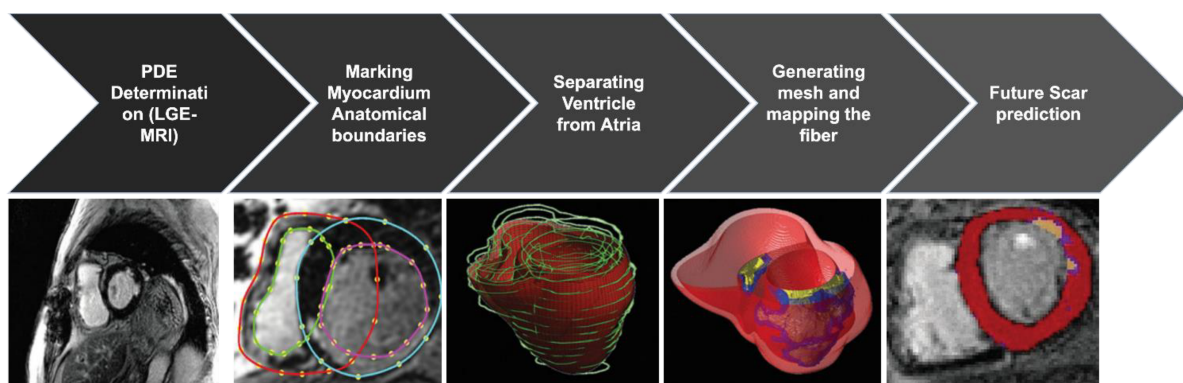 PDE
Determinati
on (LGE-
MRI)
Marking
Myocardium
Anatomical
boundaries
Separating
Ventricle
from Atria
Generating
mesh and
mapping the
fiber
Future Scar
prediction